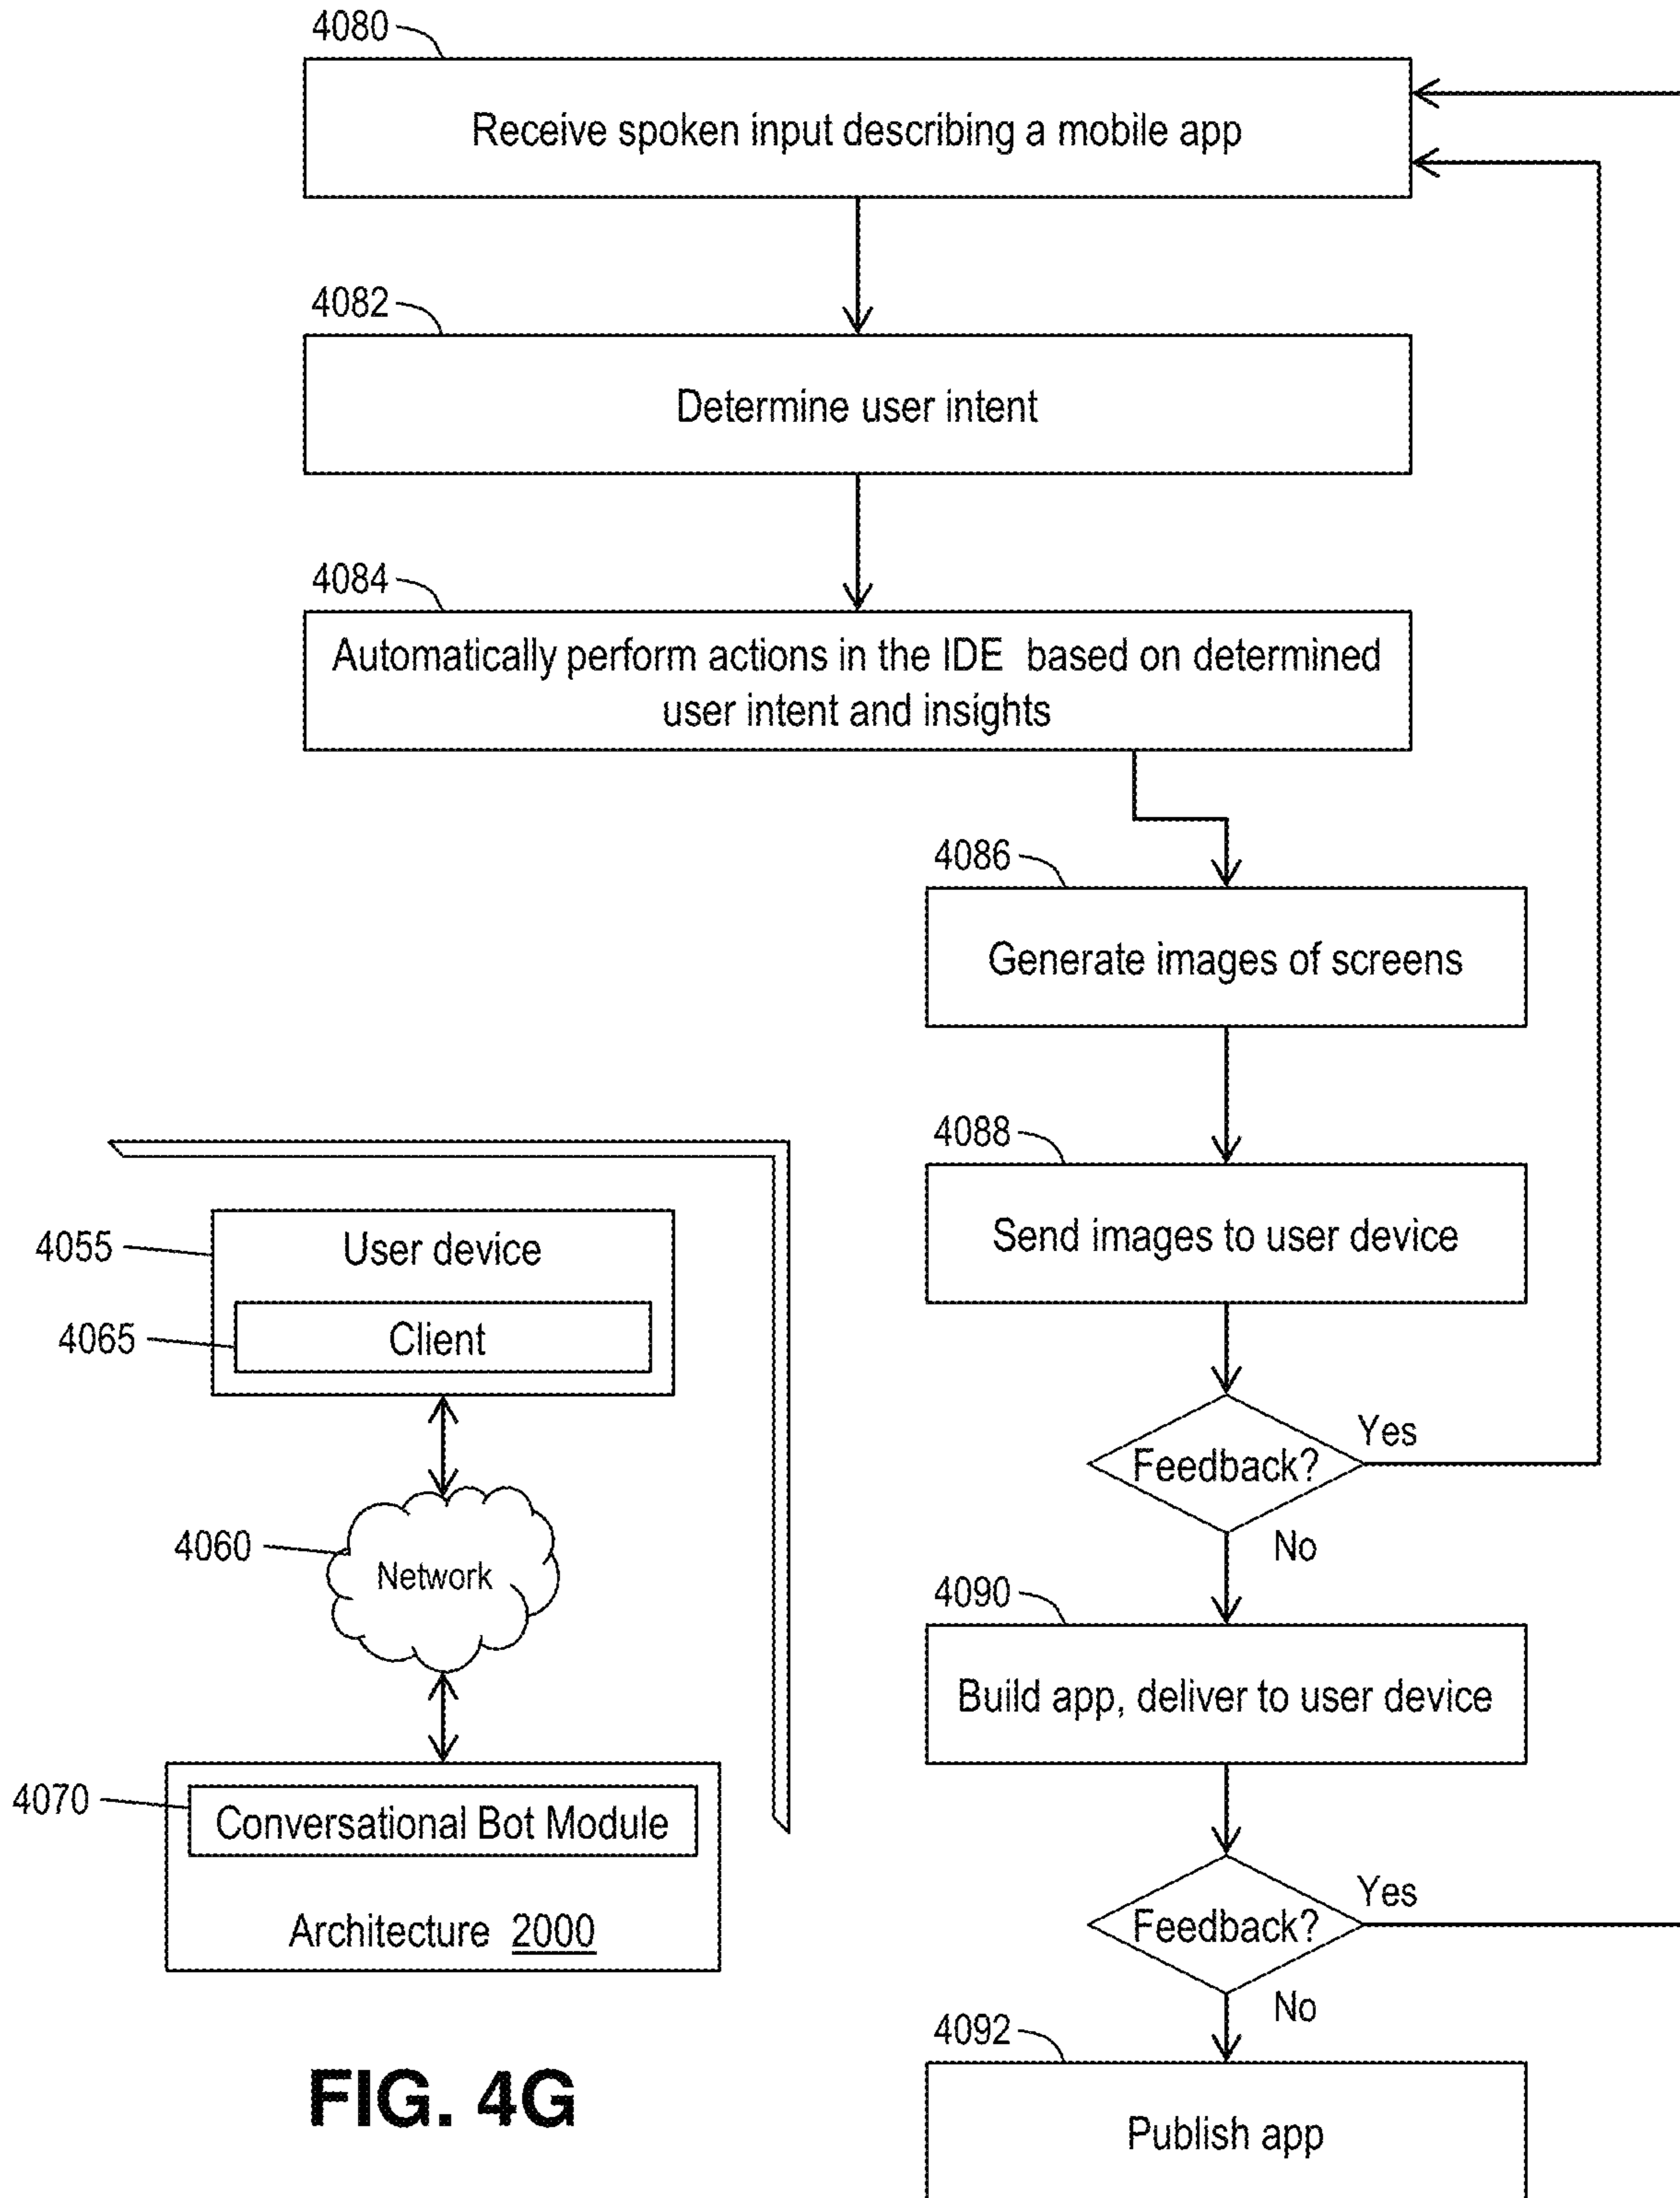 4080
Receive spoken input describing a mobile app
4082
Determine user intent
4084
Automatically perform actions in the IDE based on determined
user intent and insights
4086
Generate images of screens
4088
Send images to user device
Feedback?
Yes
No
4090
Build app, deliver to user device
Feedback?
Yes
No
4092
Publish app
4055
User device
4065
Client
4060
Network
4070
Conversational Bot Module
Architecture 2000
FIG. 4G